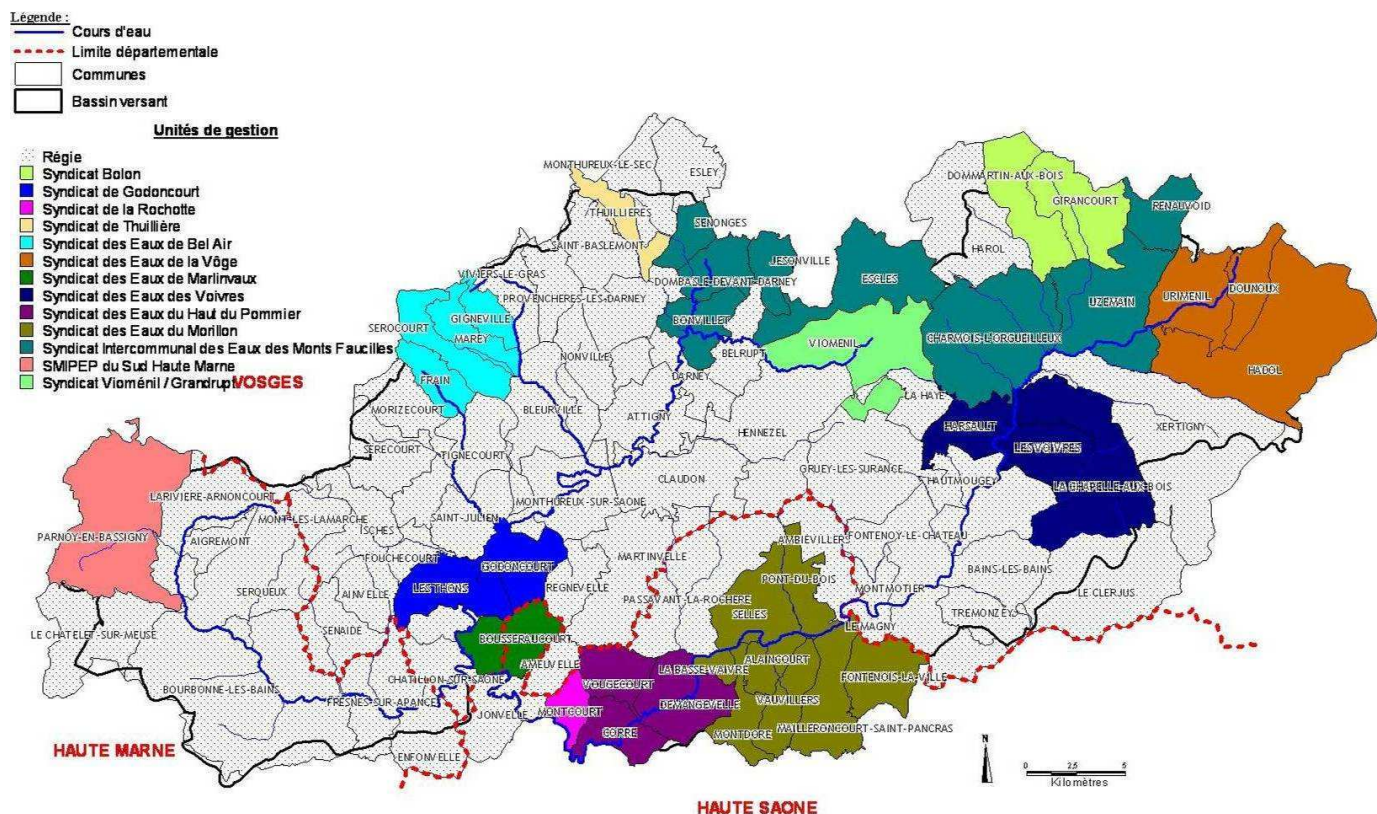 Légende :
Cours d'eau
Limite départementale
Communes
Bassin versant
Unités de gestion
Régie
Syndicat Bolon
Syndicat de Godoncourt
Syndicat de la Rochotte
Syndicat de Thuillière
Syndicat des Eaux de Bel Air
Syndicat des Eaux de la Vôge
Syndicat des Eaux de Marlinvaux
Syndicat des Eaux des Voivres
Syndicat des Eaux du Haut du Pommier
Syndicat des Eaux du Morillon
Syndicat Intercommunal des Eaux des Monts Faucilles
SMIPEP du Sud Haute Marne
Syndicat Vioménil / Grandrupt
VOSGES
MONTHUREUX-LE-SEC
ESLEY
THUILLIERES
SENONGES
SAINT-BASLEMONT
JESONVILLE
VIVIERS-LE-GRAS
DOMBASLE-DEVANT-DARNEY
PROVENCHERES-LES-DARNEY
ESCLES
DOMMARTIN-AUX-BOIS
GIRANCOURT
RENAUVOID
HAROL
UZEMAIN
URIMENIL
DOUNOUX
HADOL
SEROCOURT
GIGNEVILLE
MAREY
BONVILLET
VIOMENIL
CHARMOIS-L'ORGUEILLEUX
NONVILLE
BELRUPT
DARNEY
FRAIN
LA HAYE
MORIZECOURT
BLEURVILLE
ATTIGNY
HENNEZEL
HARSAULT
LES VOIVRES
XERTIGNY
SERECOURT
TIGNECOURT
GRUEY-LES-SURANCE
HAUTMOUGEY
LA CHAPELLE-AUX-BOIS
CLAUDON
LARIVIERE-ARNONCOURT
MONTHUREUX-SUR-SAONE
MONT-LES-LAMARCHE
SAINT-JULIEN
ISCHES
PARNOY-EN-BASSIGNY
AIGREMONT
FOUCHECOURT
GODONCOURT
MARTINVELLE
AMBIEVILLERS
FONTENOY-LE-CHATEAU
PONT-DU-BOIS
BAINS-LES-BAINS
SERQUEUX
AINVELLE
LES THONS
REGNEVELLE
PASSAVANT-LA-ROCHERE
MONTMOTIER
LE CLERJUS
SELLES
TREMONZEY
LE CHATELET-SUR-MEUSE
SENAIDE
BOUSSERAUCOURT
LE MAGNY
AMEUVELLE
ALAINCOURT
LA BASSE-VAIVRE
FONTENOIS-LA-VILLE
CHATILLON-SUR-SAONE
VOUGECOURT
BOURBONNE-LES-BAINS
FRESNES-SUR-APANCE
VAUVILLERS
DEMANGEVELLE
JONVELLE
MONTCOURT
CORRE
MONTDORE
MAILLERONCOURT-SAINT-PANCRAS
ENFONVELLE
HAUTE MARNE
HAUTE SAONE
N
0 2,5 5
Kilomètres